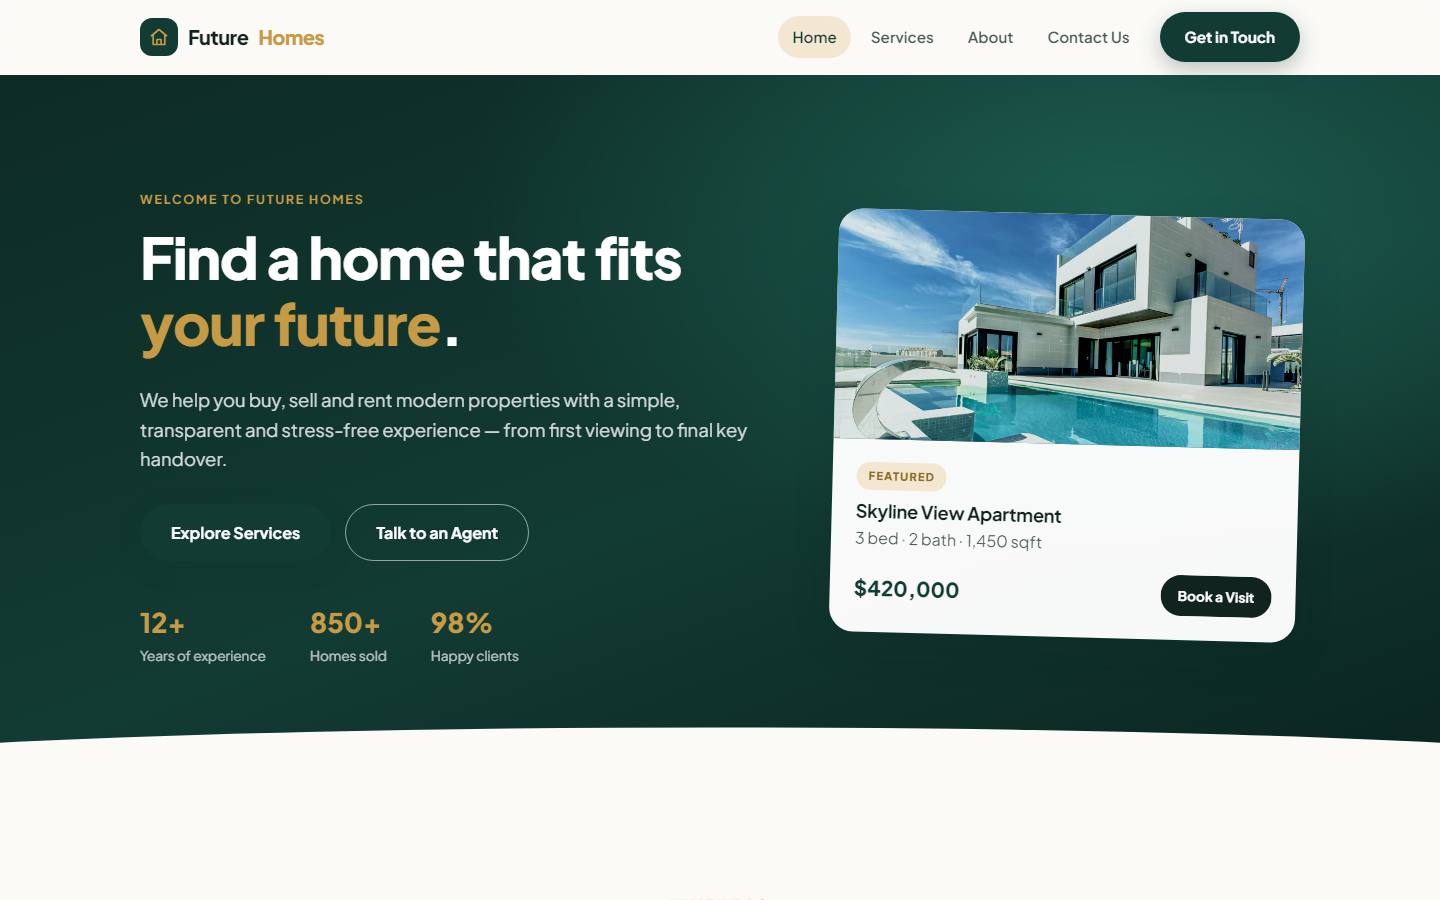 Future Homes
Home
Services
About
Contact Us
Get in Touch
WELCOME TO FUTURE HOMES
Find a home that fits
your future.
We help you buy, sell and rent modern properties with a simple,
transparent and stress-free experience — from first viewing to final key
handover.
Explore Services
Talk to an Agent
12+
Years of experience
850+
Homes sold
98%
Happy clients
FEATURED
Skyline View Apartment
3 bed · 2 bath · 1,450 sqft
$420,000
Book a Visit